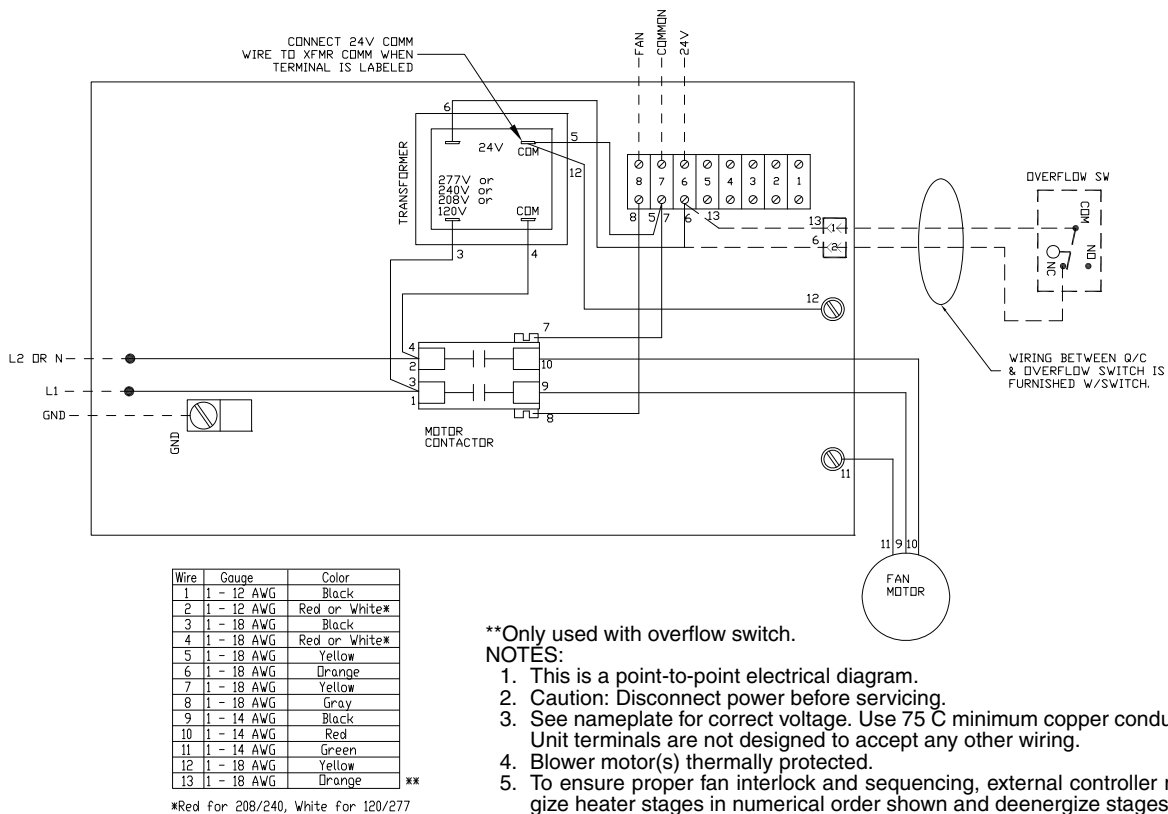 CONNECT 24V COMM
WIRE TO XFMR COMM WHEN
TERMINAL IS LABELED
FAN
COMMON
24V
6
TRANSFORMER
24V
COM
5
12
277V or
240V or
208V or
120V
COM
3
4
8 7 6 5 4 3 2 1
8 5 7 6 13
13
1
6
2
OVERFLOW SW
COM
NO
NC
12
WIRING BETWEEN Q/C
& OVERFLOW SWITCH IS
FURNISHED W/SWITCH.
L2 OR N
L1
GND
GND
4
2
3
1
7
10
9
8
MOTOR
CONTACTOR
11
11 9 10
FAN
MOTOR
Wire Gauge Color
1 1 - 12 AWG Black
2 1 - 12 AWG Red or White*
3 1 - 18 AWG Black
4 1 - 18 AWG Red or White*
5 1 - 18 AWG Yellow
6 1 - 18 AWG Orange
7 1 - 18 AWG Yellow
8 1 - 18 AWG Gray
9 1 - 14 AWG Black
10 1 - 14 AWG Red
11 1 - 14 AWG Green
12 1 - 18 AWG Yellow
13 1 - 18 AWG Orange **
*Red for 208/240, White for 120/277
**Only used with overflow switch.
NOTES:
1. This is a point-to-point electrical diagram.
2. Caution: Disconnect power before servicing.
3. See nameplate for correct voltage. Use 75 C minimum copper condu
Unit terminals are not designed to accept any other wiring.
4. Blower motor(s) thermally protected.
5. To ensure proper fan interlock and sequencing, external controller
gize heater stages in numerical order shown and deenergize stages